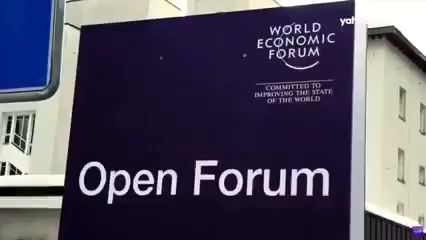 yahoo!
WORLD
ECONOMIC
FORUM
COMMITTED TO
IMPROVING THE STATE
OF THE WORLD
Open Forum